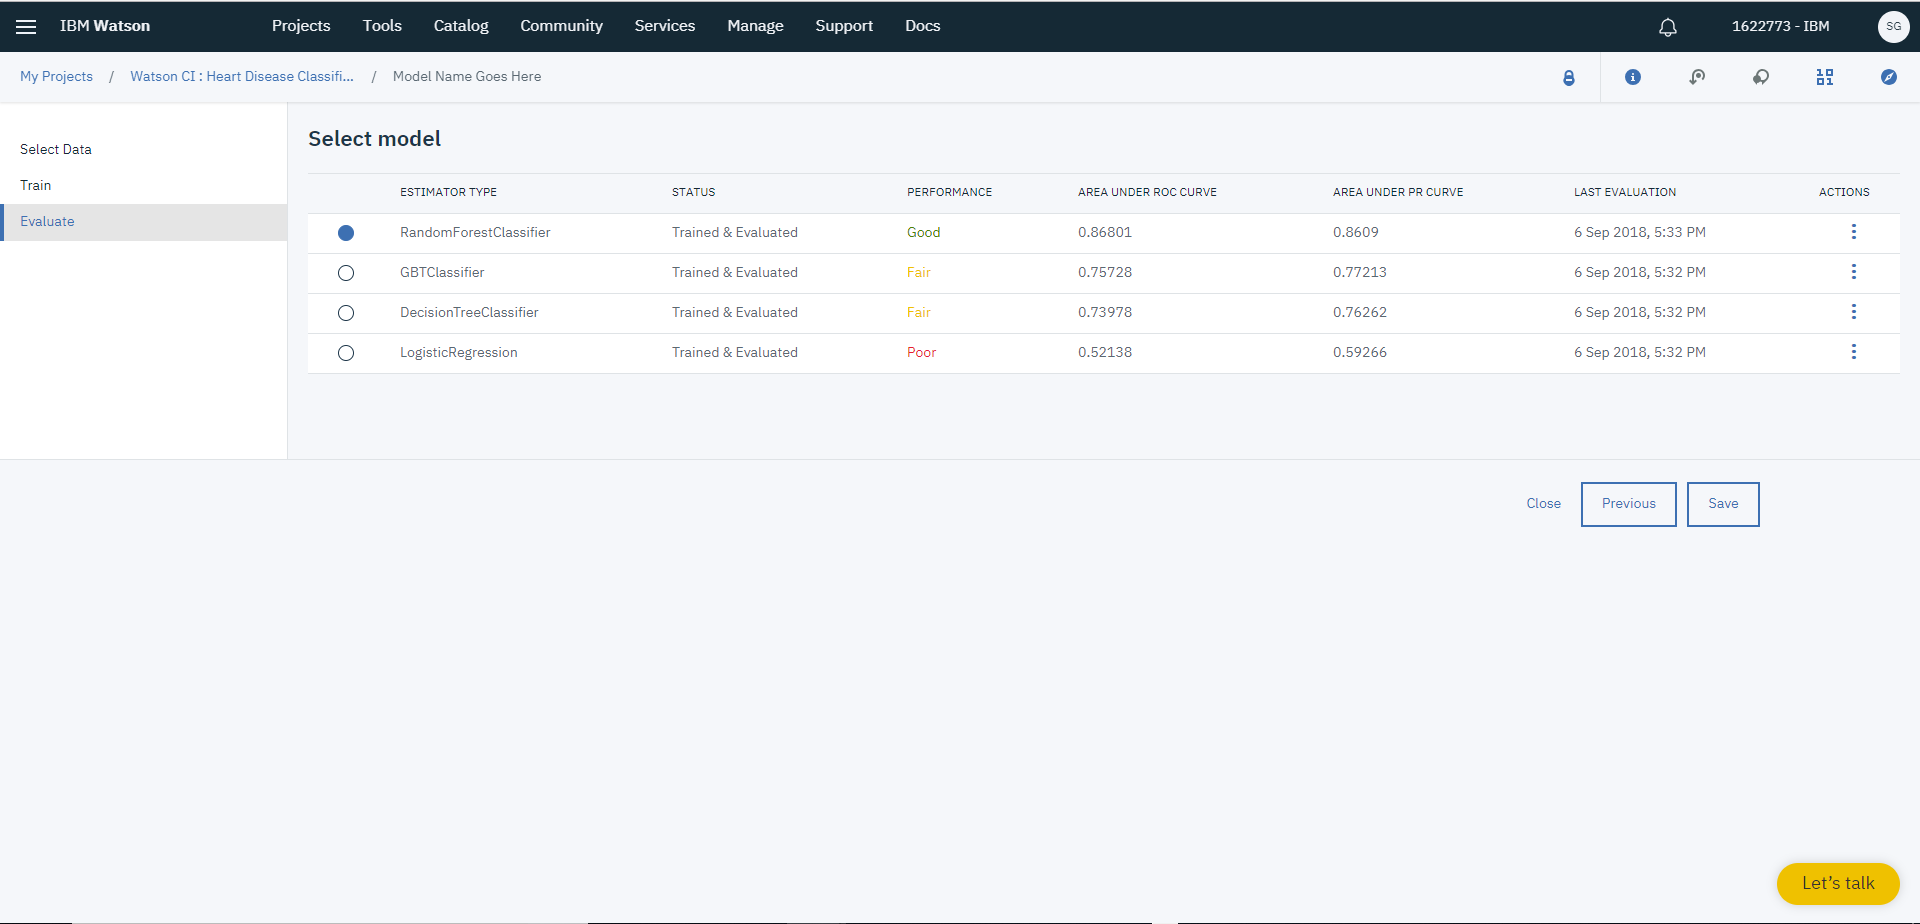 IBM Watson Projects Tools Catalog Community Services Manage Support Docs 1622773 - IBM SG
My Projects / Watson CI : Heart Disease Classifi... / Model Name Goes Here
Select Data
Train
Evaluate
Select model
ESTIMATOR TYPE STATUS PERFORMANCE AREA UNDER ROC CURVE AREA UNDER PR CURVE LAST EVALUATION ACTIONS
RandomForestClassifier Trained & Evaluated Good 0.86801 0.8609 6 Sep 2018, 5:33 PM
GBTClassifier Trained & Evaluated Fair 0.75728 0.77213 6 Sep 2018, 5:32 PM
DecisionTreeClassifier Trained & Evaluated Fair 0.73978 0.76262 6 Sep 2018, 5:32 PM
LogisticRegression Trained & Evaluated Poor 0.52138 0.59266 6 Sep 2018, 5:32 PM
Close Previous Save
Let's talk